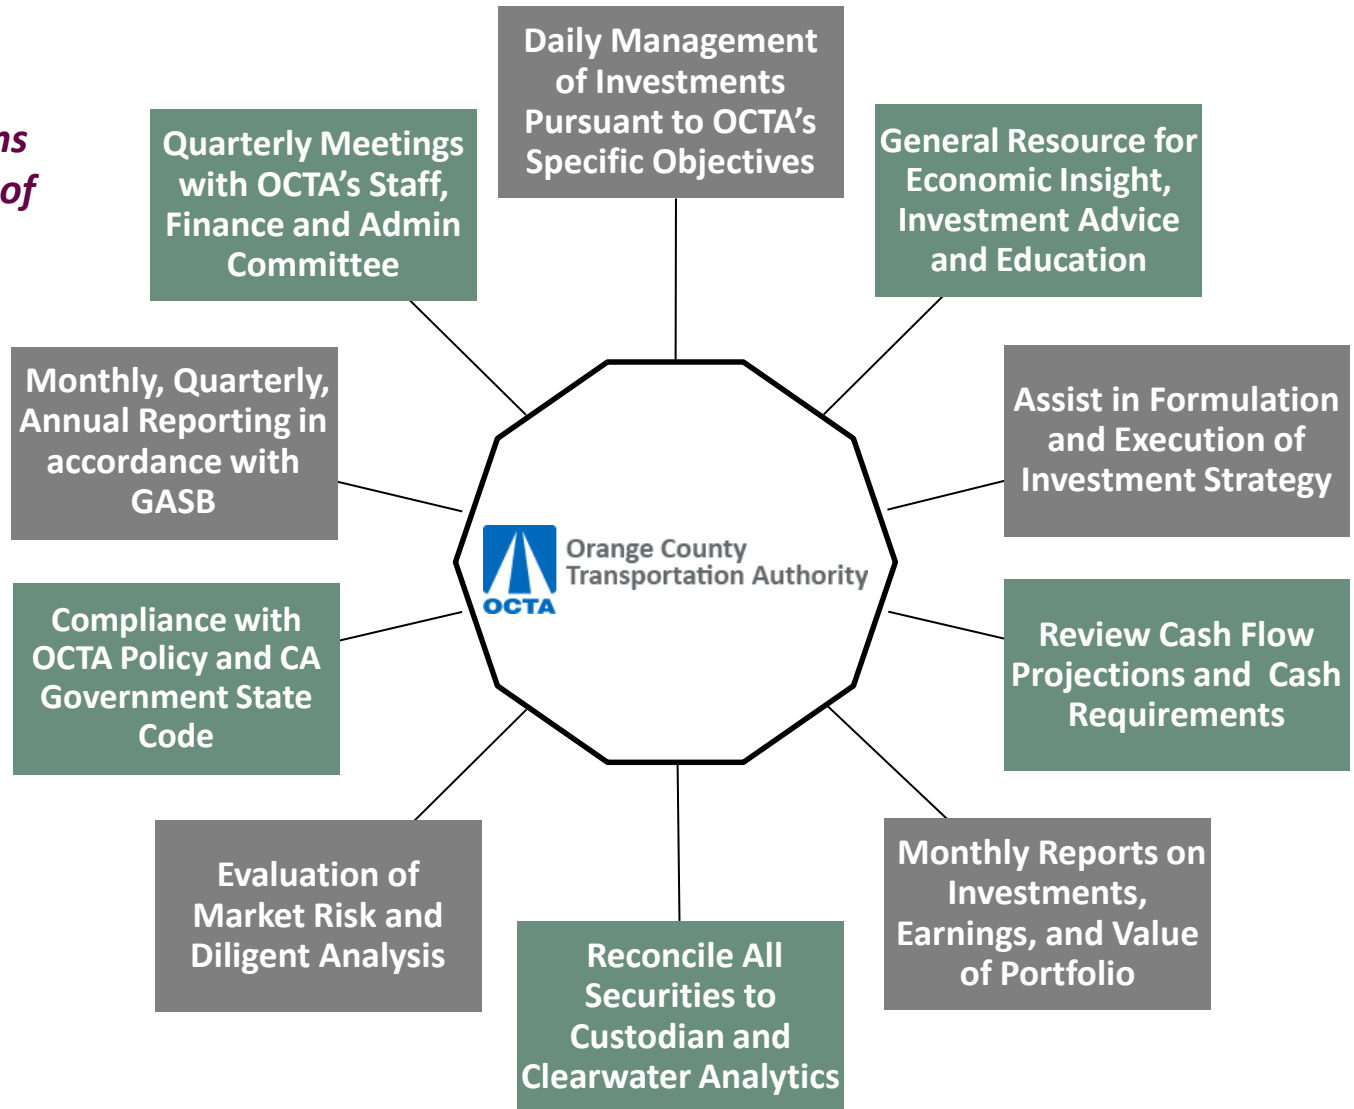 of
Daily Management
of Investments
Pursuant to OCTA's
Specific Objectives
Quarterly Meetings
with OCTA's Staff,
Finance and Admin
Committee
General Resource for
Economic Insight,
Investment Advice
and Education
Monthly, Quarterly,
Annual Reporting in
accordance with
GASB
Assist in Formulation
and Execution of
Investment Strategy
OCTA
Orange County
Transportation Authority
Compliance with
OCTA Policy and CA
Government State
Code
Review Cash Flow
Projections and  Cash
Requirements
Evaluation of
Market Risk and
Diligent Analysis
Monthly Reports on
Investments,
Earnings, and Value
of Portfolio
Reconcile All
Securities to
Custodian and
Clearwater Analytics